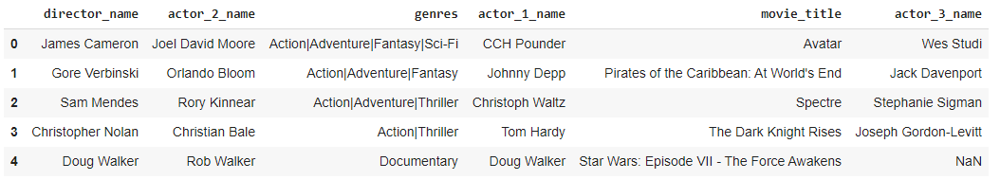 director_name actor_2_name genres actor_1_name movie_title actor_3_name
0 James Cameron Joel David Moore Action|Adventure|Fantasy|Sci-Fi CCH Pounder Avatar Wes Studi
1 Gore Verbinski Orlando Bloom Action|Adventure|Fantasy Johnny Depp Pirates of the Caribbean: At World's End Jack Davenport
2 Sam Mendes Rory Kinnear Action|Adventure|Thriller Christoph Waltz Spectre Stephanie Sigman
3 Christopher Nolan Christian Bale Action|Thriller Tom Hardy The Dark Knight Rises Joseph Gordon-Levitt
4 Doug Walker Rob Walker Documentary Doug Walker Star Wars: Episode VII - The Force Awakens NaN